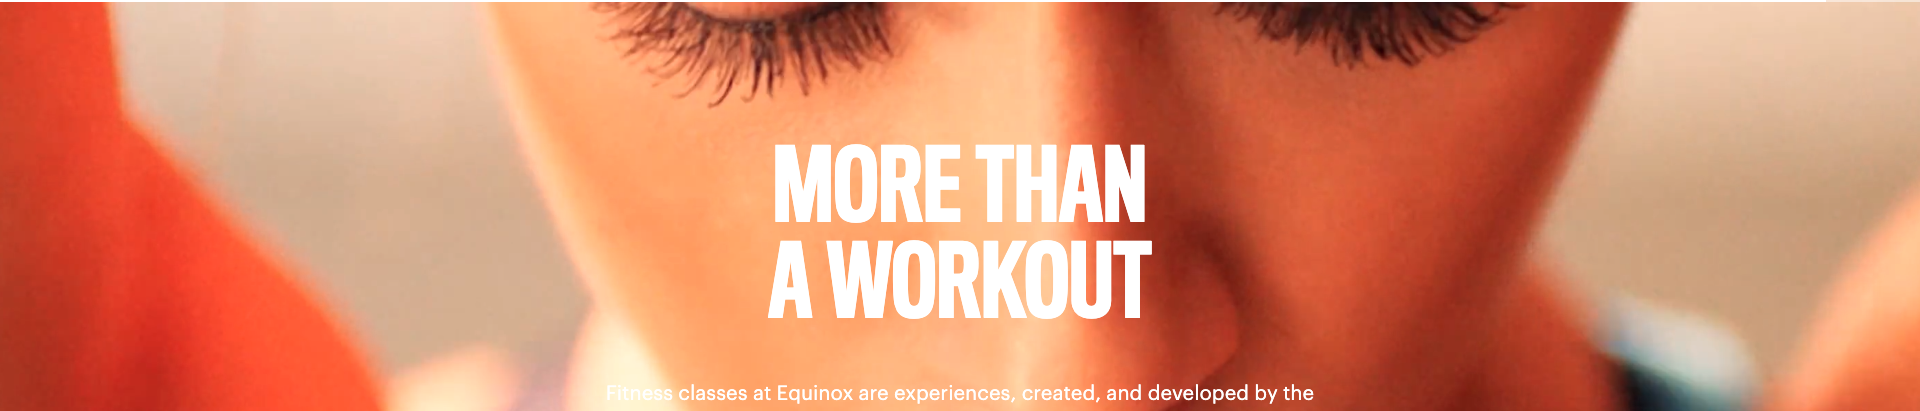 MORE THAN
A WORKOUT
Fitness classes at Equinox are experiences, created, and developed by the